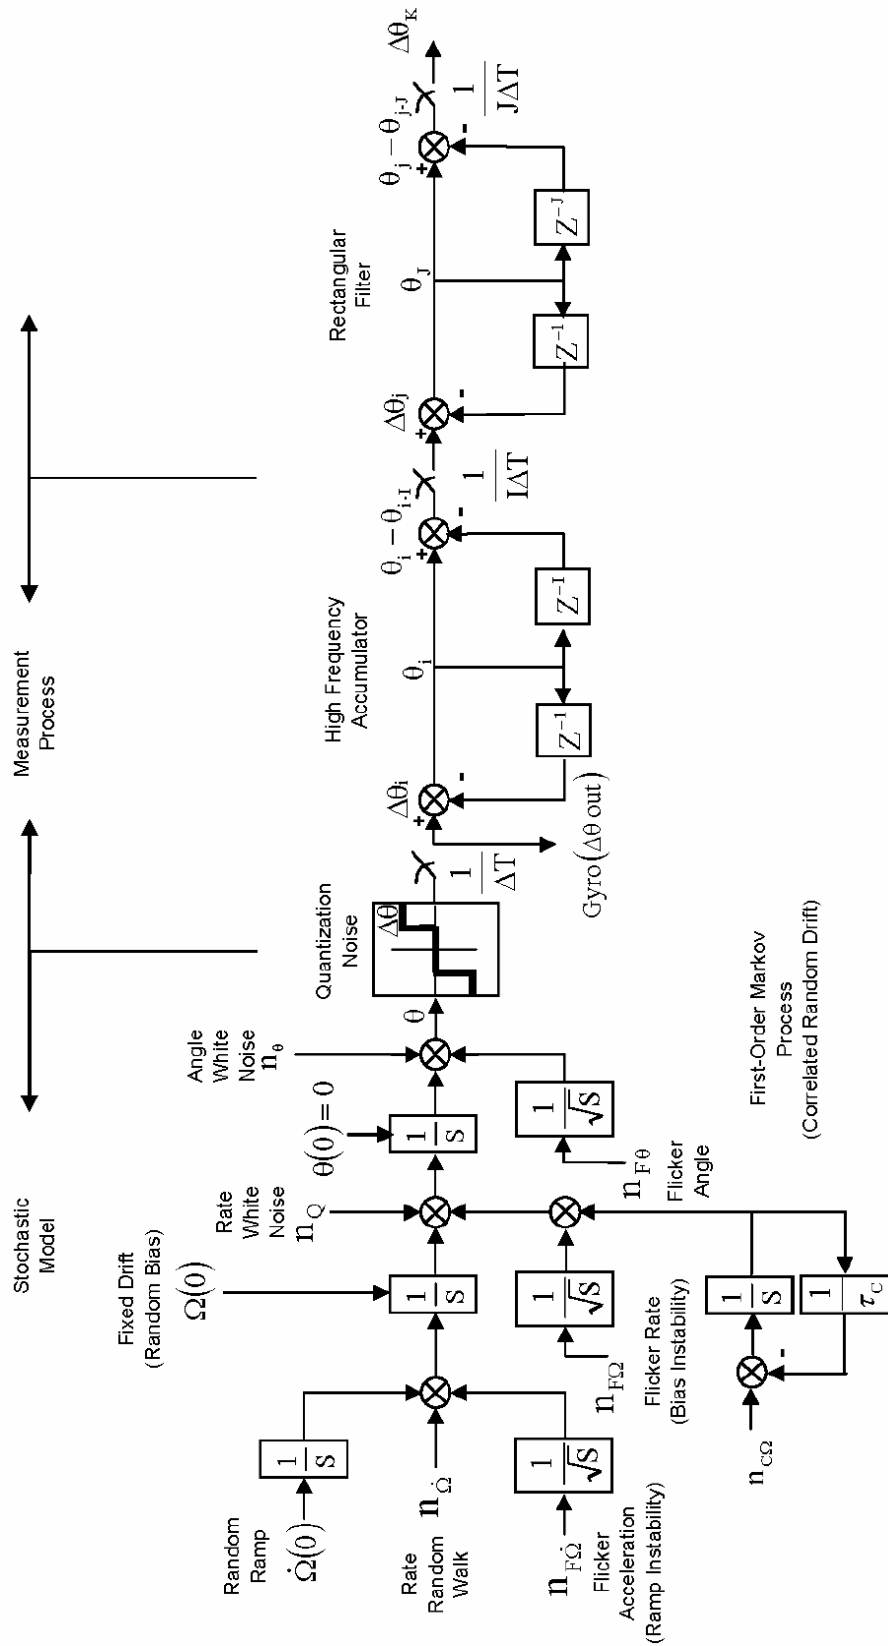 Stochastic
Model
Measurement
Process
Random
Ramp
Ω̇(0)
1/S
Rate
Random
Walk
n_Ω̇
n_FΩ̇
Flicker
Acceleration
(Ramp Instability)
1/√S
Fixed Drift
(Random Bias)
Ω(0)
1/S
Rate
White
Noise
n_Q
n_FΩ
1/√S
Flicker Rate
(Bias Instability)
n_CΩ
1/S
1/τ_C
-
First-Order Markov
Process
(Correlated Random Drift)
θ(0) = 0
1/S
Angle
White
Noise
n_θ
n_Fθ
Flicker
Angle
1/√S
θ
Quantization
Noise
Δθ
1/ΔT
Gyro(Δθ out)
+
Δθ_i
-
High Frequency
Accumulator
θ_i
Z^-1
Z^-I
θ_i − θ_i-I
+
-
1/IΔT
+
Δθ_j
-
Rectangular
Filter
θ_J
Z^-1
Z^-J
θ_j − θ_j-J
+
-
1/JΔT
Δθ_K